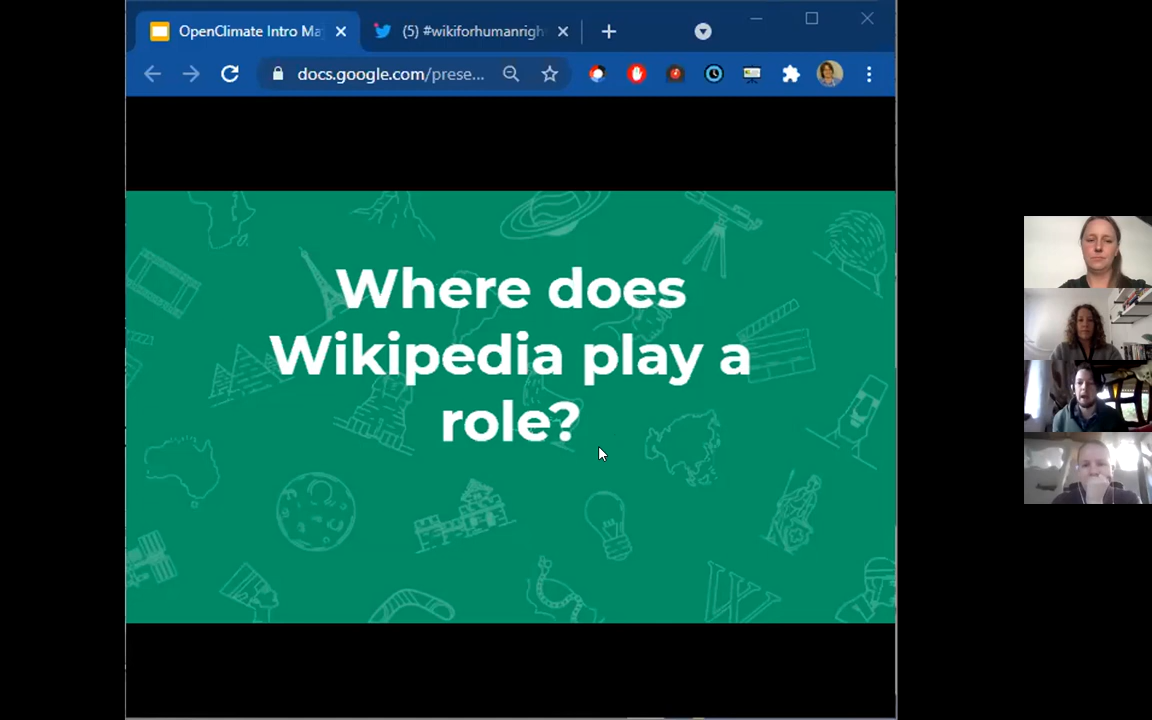 OpenClimate Intro Ma
(5) #wikiforhumanrigh
docs.google.com/prese...
Where does
Wikipedia play a
role?